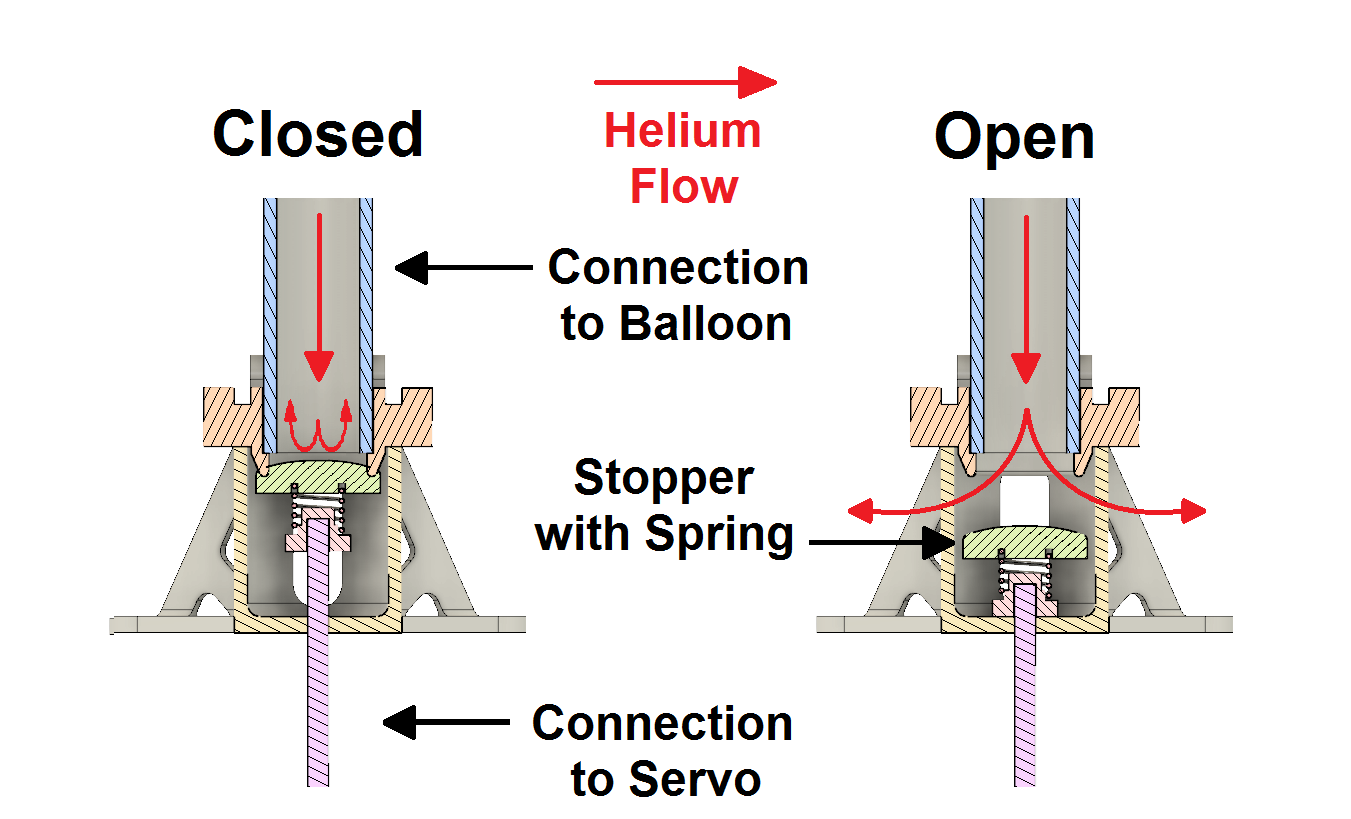 Closed
Helium
Flow
Open
Connection
to Balloon
Stopper
with Spring
Connection
to Servo